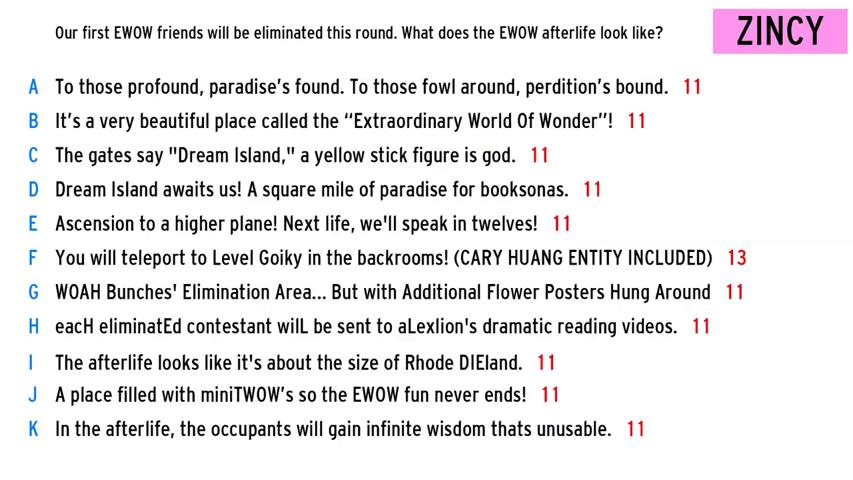 Our first EWOW friends will be eliminated this round. What does the EWOW afterlife look like?
ZINCY
A To those profound, paradise's found. To those fowl around, perdition's bound. 11
B It's a very beautiful place called the “Extraordinary World Of Wonder”! 11
C The gates say "Dream Island," a yellow stick figure is god. 11
D Dream Island awaits us! A square mile of paradise for booksonas. 11
E Ascension to a higher plane! Next life, we'll speak in twelves! 11
F You will teleport to Level Goiky in the backrooms! (CARY HUANG ENTITY INCLUDED) 13
G WOAH Bunches' Elimination Area... But with Additional Flower Posters Hung Around 11
H eacH eliminatEd contestant wilL be sent to aLexlion's dramatic reading videos. 11
I The afterlife looks like it's about the size of Rhode DIEland. 11
J A place filled with miniTWOW's so the EWOW fun never ends! 11
K In the afterlife, the occupants will gain infinite wisdom thats unusable. 11